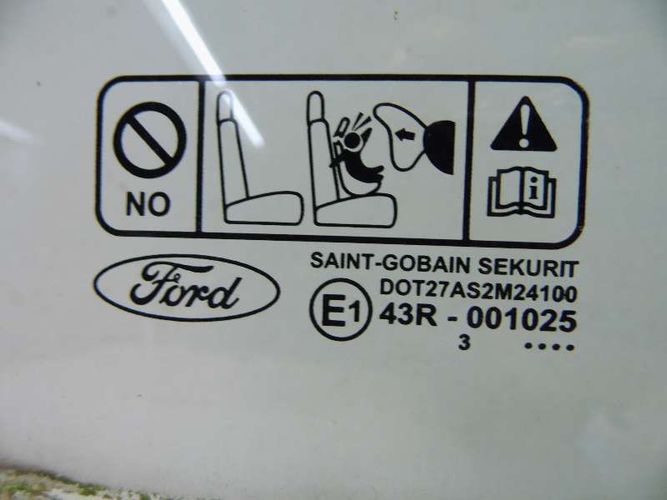 NO
i
Ford
SAINT-GOBAIN SEKURIT
DOT27AS2M24100
E1 43R - 001025
3 ••••